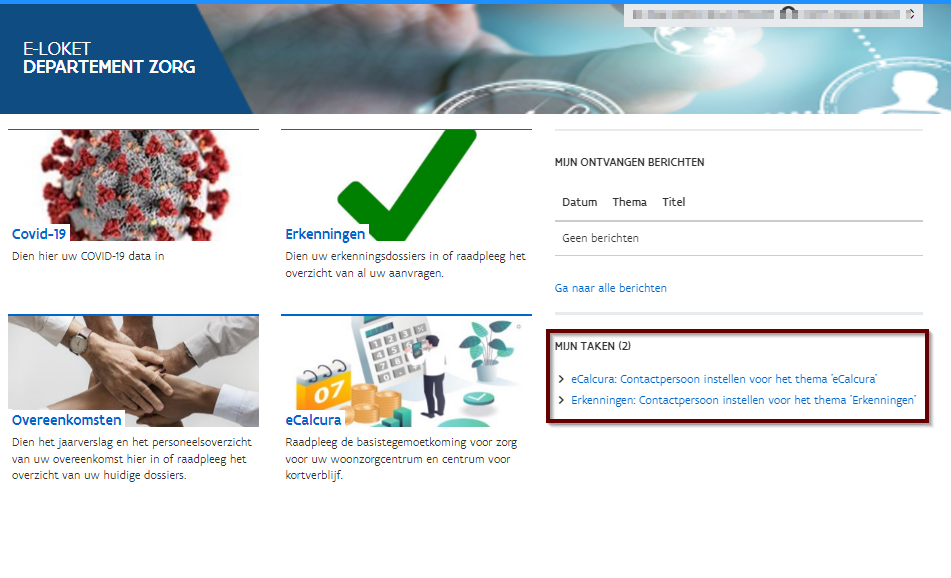 E-LOKET
DEPARTEMENT ZORG
Covid-19
Dien hier uw COVID-19 data in
Erkenningen
Dien uw erkenningsdossiers in of raadpleeg het
overzicht van al uw aanvragen.
Overeenkomsten
Dien het jaarverslag en het personeelsoverzicht
van uw overeenkomst hier in of raadpleeg het
overzicht van uw huidige dossiers.
07
eCalcura
Raadpleeg de basistegemoetkoming voor zorg
voor uw woonzorgcentrum en centrum voor
kortverblijf.
MIJN ONTVANGEN BERICHTEN
Datum Thema Titel
Geen berichten
Ga naar alle berichten
MIJN TAKEN (2)
eCalcura: Contactpersoon instellen voor het thema 'eCalcura'
Erkenningen: Contactpersoon instellen voor het thema 'Erkenningen'